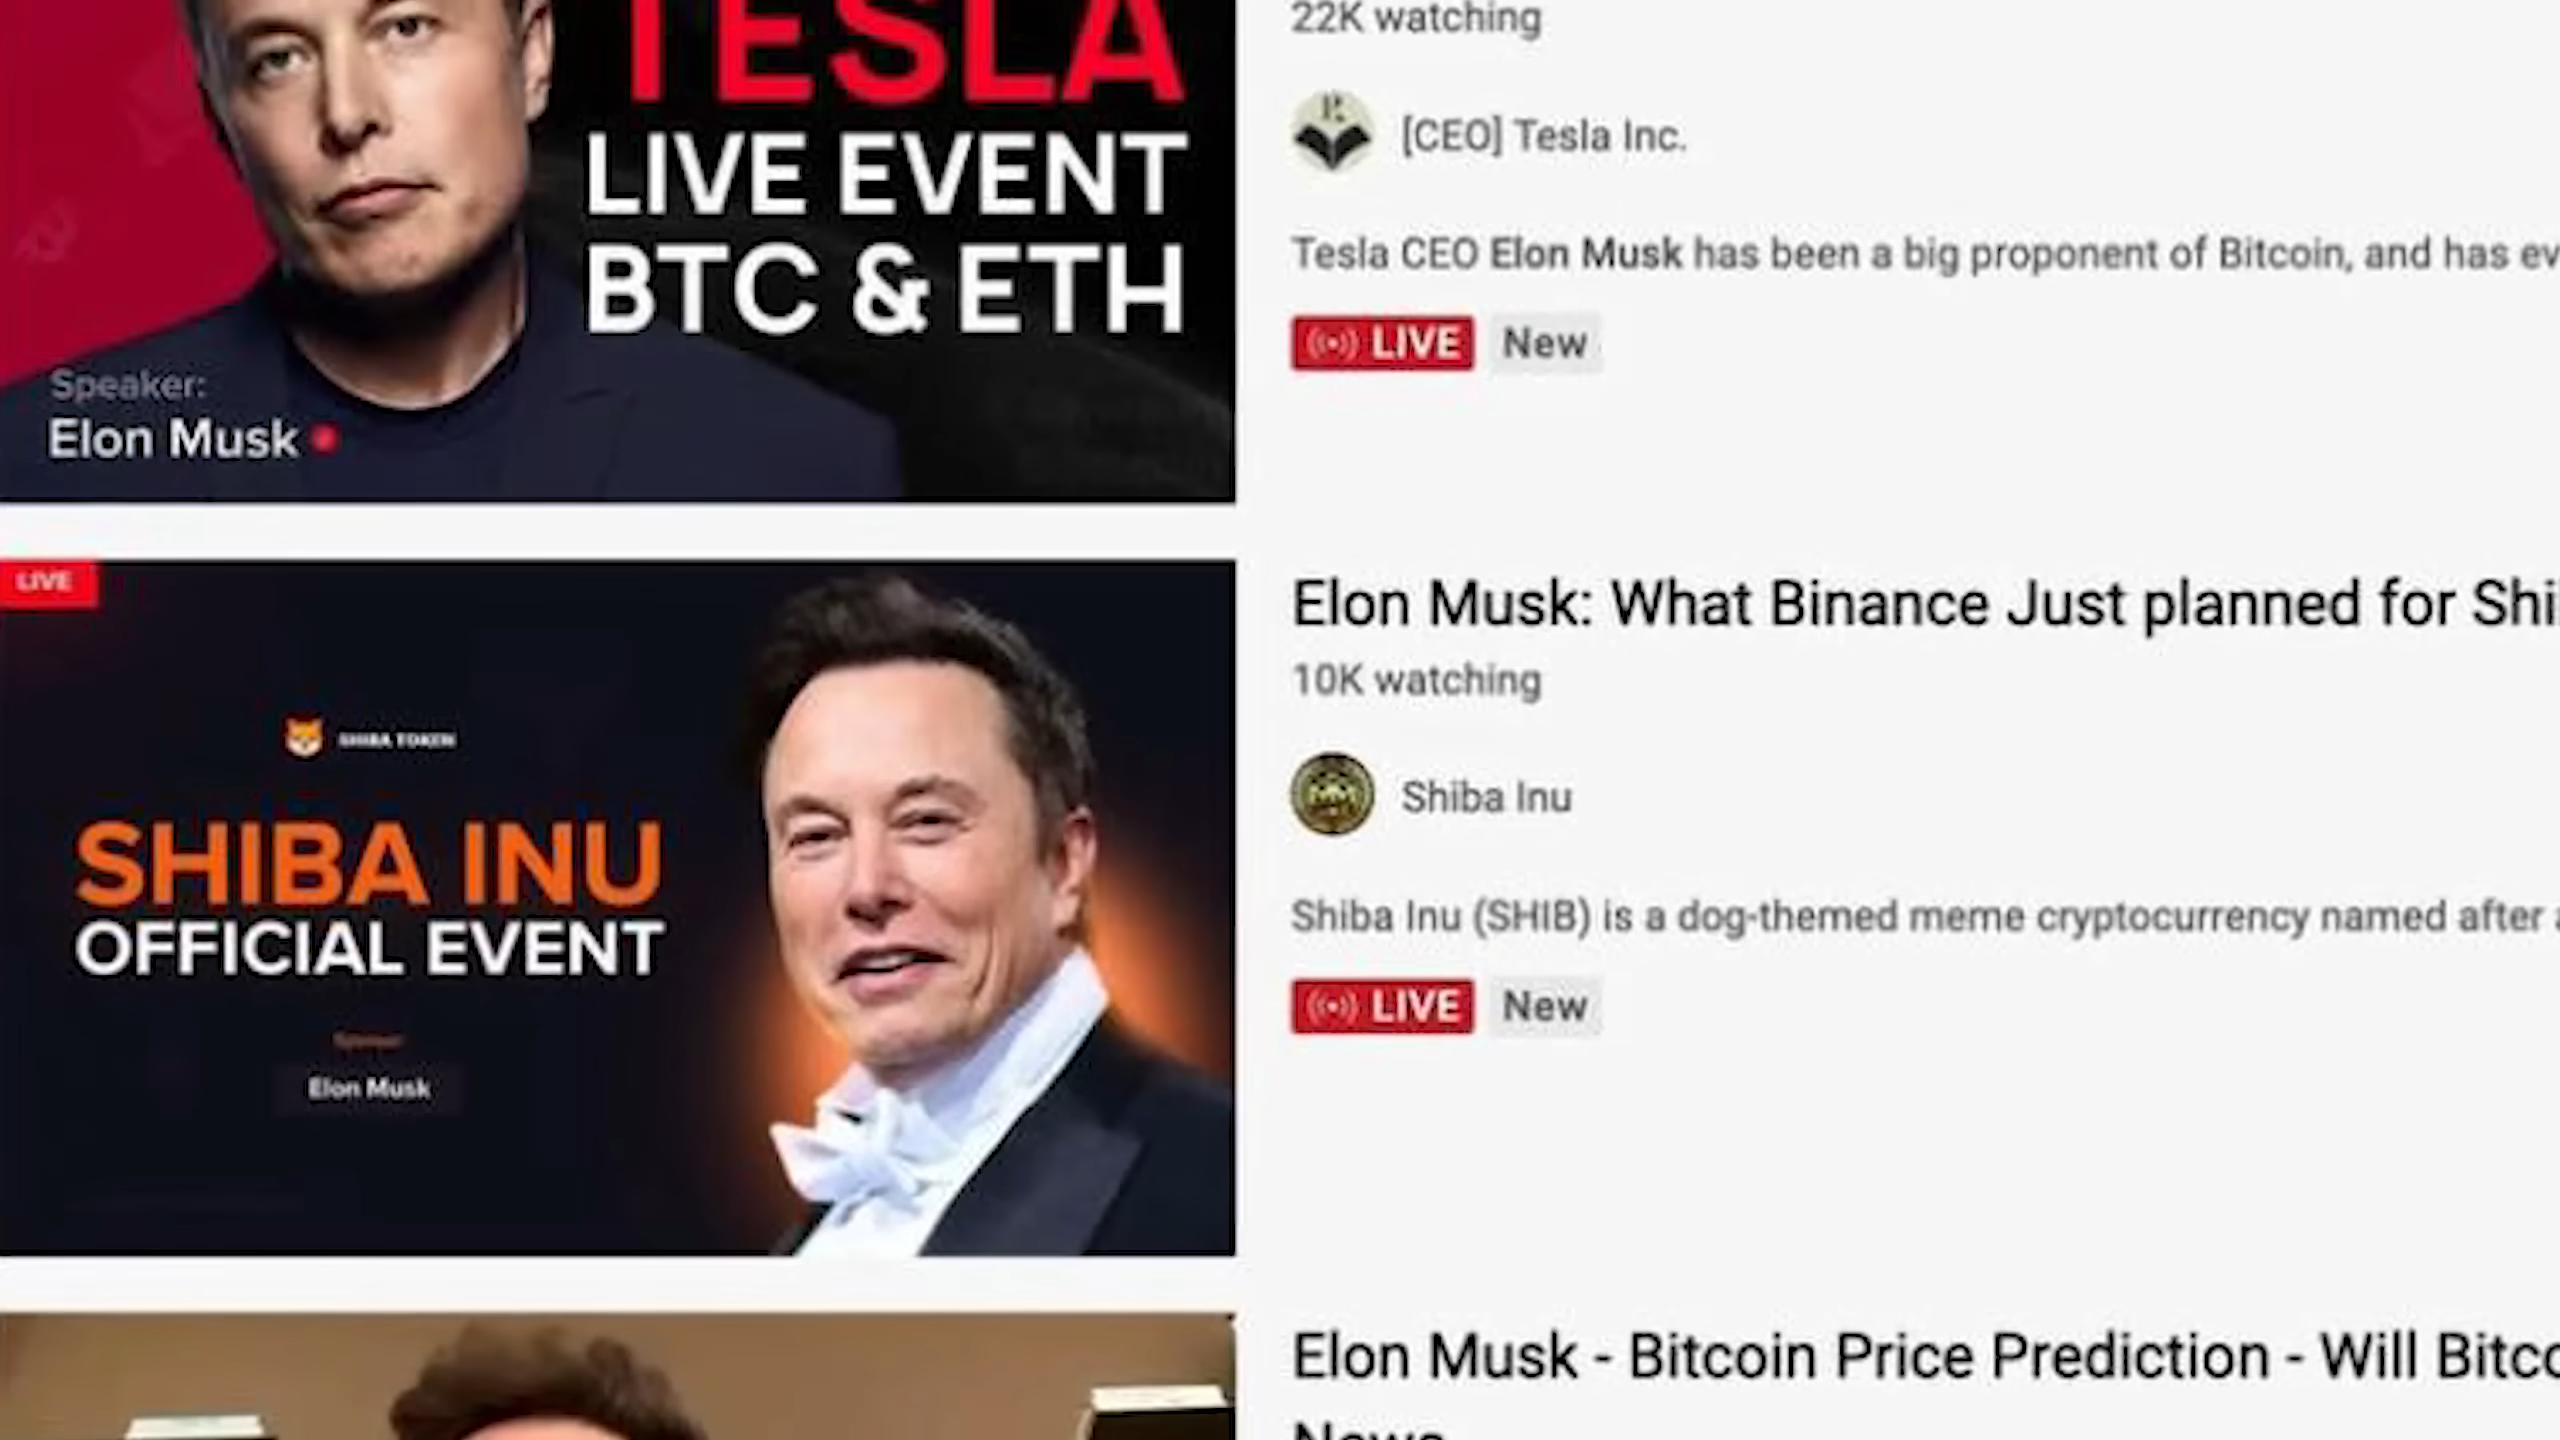 TESLA
LIVE EVENT
BTC & ETH
Speaker:
Elon Musk
22K watching
[CEO] Tesla Inc.
Tesla CEO Elon Musk has been a big proponent of Bitcoin, and has ev
LIVE
New
LIVE
SHIBA TOKEN
SHIBA INU
OFFICIAL EVENT
Elon Musk
Elon Musk: What Binance Just planned for Shi
10K watching
Shiba Inu
Shiba Inu (SHIB) is a dog-themed meme cryptocurrency named after a
LIVE
New
Elon Musk - Bitcoin Price Prediction - Will Bitco
News